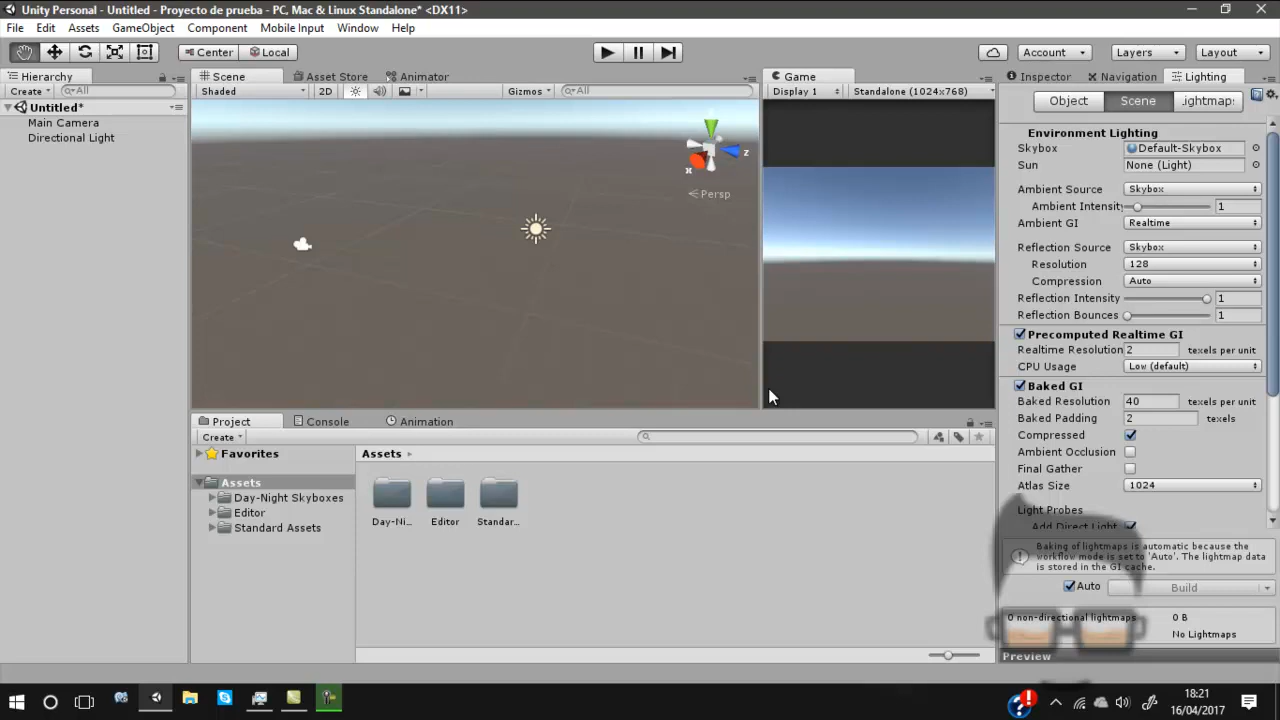 Unity Personal - Untitled - Proyecto de prueba - PC, Mac & Linux Standalone* <DX11>
File Edit Assets GameObject Component Mobile Input Window Help
Center Local Account Layers Layout
Hierarchy Scene Asset Store Animator Game Inspector Navigation Lighting
Create All Shaded 2D Gizmos All Display 1 Standalone (1024x768)
Object Scene .ightmap:
Untitled*
Main Camera
Directional Light
z
x
Persp
Environment Lighting
Skybox Default-Skybox
Sun None (Light)
Ambient Source Skybox
Ambient Intensity 1
Ambient GI Realtime
Reflection Source Skybox
Resolution 128
Compression Auto
Reflection Intensity 1
Reflection Bounces 1
Precomputed Realtime GI
Realtime Resolution 2 texels per unit
CPU Usage Low (default)
Baked GI
Baked Resolution 40 texels per unit
Baked Padding 2 texels
Compressed
Ambient Occlusion
Final Gather
Atlas Size 1024
Light Probes
Add Direct Light
Baking of lightmaps is automatic because the
workflow mode is set to 'Auto'. The lightmap data
is stored in the GI cache.
Auto Build
0 non-directional lightmaps 0 B
No Lightmaps
Preview
Project Console Animation
Create
Favorites
Assets
Day-Night Skyboxes
Editor
Standard Assets
Assets
Day-Ni... Editor Standar...
18:21
16/04/2017